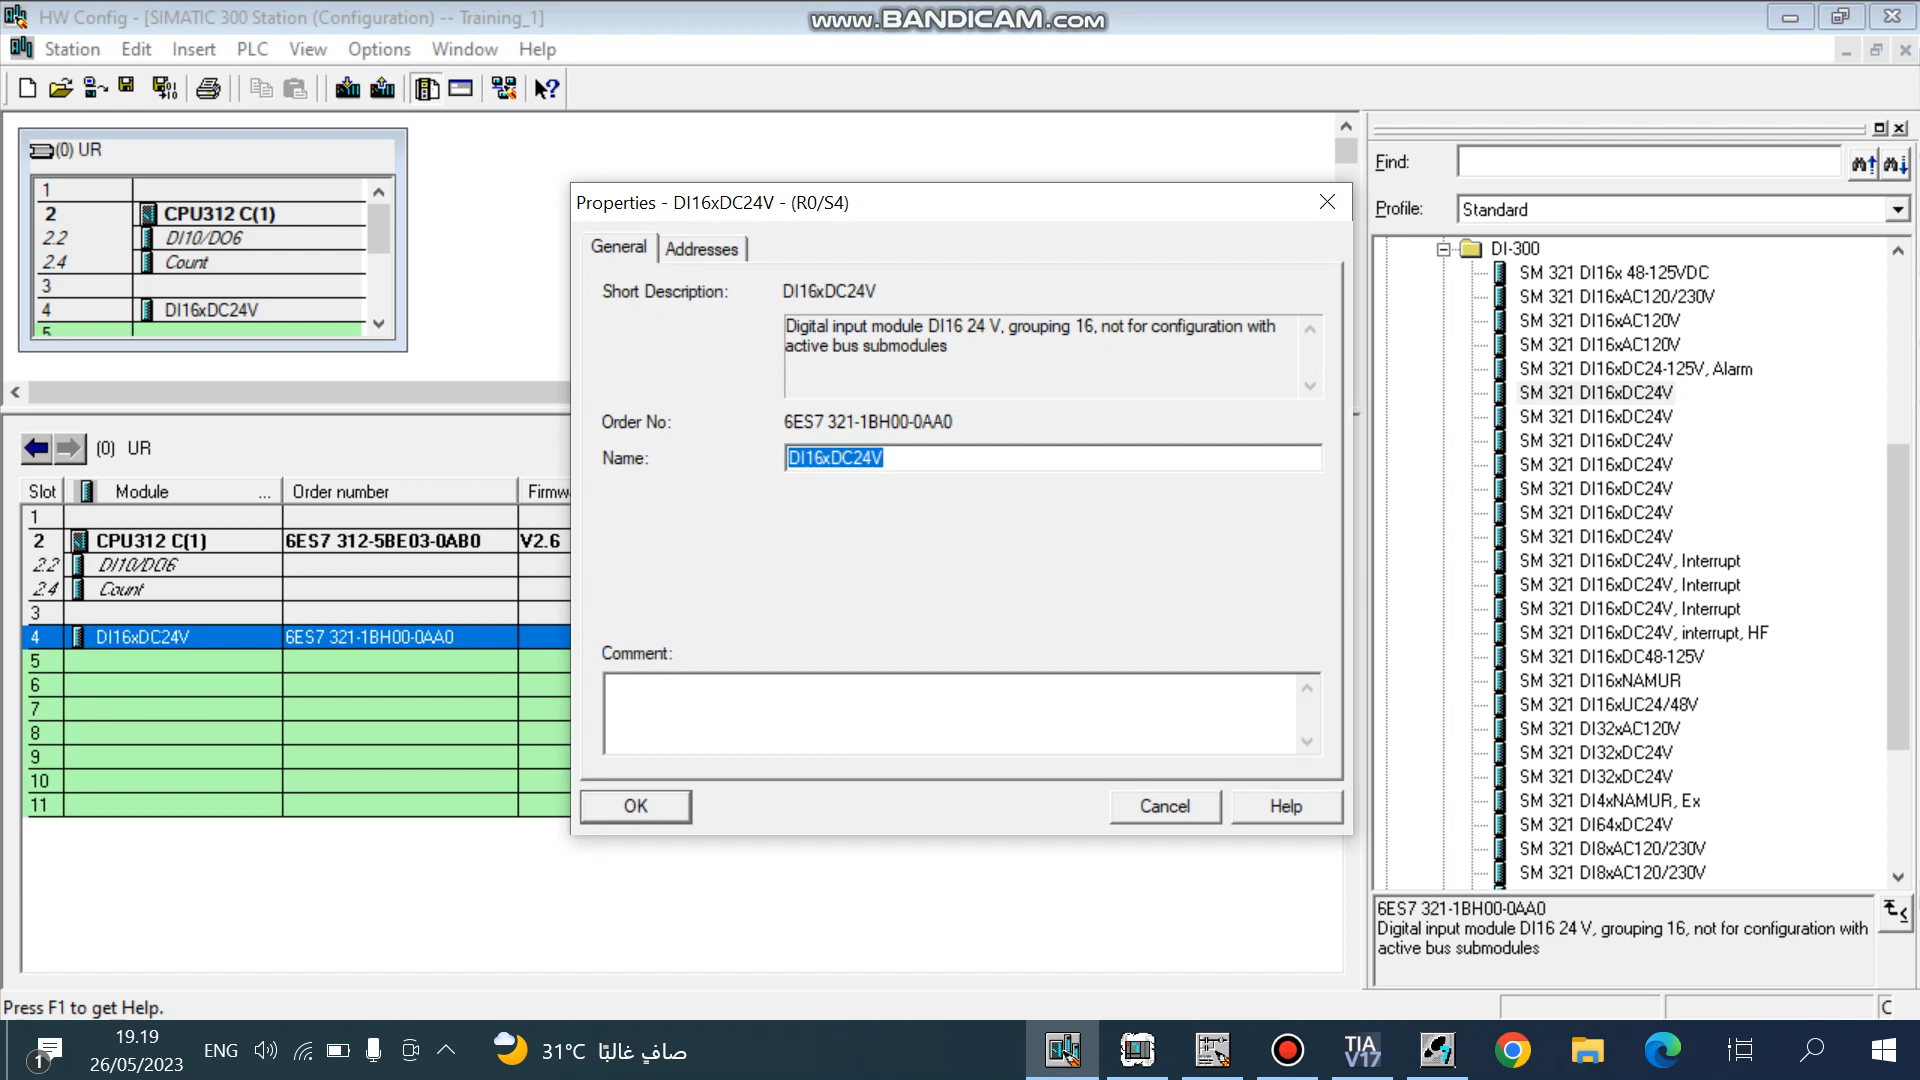 HW Config - [SIMATIC 300 Station (Configuration) -- Training_1]
www.BANDICAM.com
Station Edit Insert PLC View Options Window Help
(0) UR
1
2 CPU312 C(1)
2.2 DI10/DO6
2.4 Count
3
4 DI16xDC24V
5
(0) UR
Slot Module ... Order number Firmw
1
2 CPU312 C(1) 6ES7 312-5BE03-0AB0 V2.6
2.2 DI10/DO6
2.4 Count
3
4 DI16xDC24V 6ES7 321-1BH00-0AA0
5
6
7
8
9
10
11
Properties - DI16xDC24V - (R0/S4)
General Addresses
Short Description: DI16xDC24V
Digital input module DI16 24 V, grouping 16, not for configuration with
active bus submodules
Order No: 6ES7 321-1BH00-0AA0
Name: DI16xDC24V
Comment:
OK Cancel Help
Find:
Profile: Standard
DI-300
SM 321 DI16x 48-125VDC
SM 321 DI16xAC120/230V
SM 321 DI16xAC120V
SM 321 DI16xAC120V
SM 321 DI16xDC24-125V, Alarm
SM 321 DI16xDC24V
SM 321 DI16xDC24V
SM 321 DI16xDC24V
SM 321 DI16xDC24V
SM 321 DI16xDC24V
SM 321 DI16xDC24V
SM 321 DI16xDC24V
SM 321 DI16xDC24V, Interrupt
SM 321 DI16xDC24V, Interrupt
SM 321 DI16xDC24V, Interrupt
SM 321 DI16xDC24V, interrupt, HF
SM 321 DI16xDC48-125V
SM 321 DI16xNAMUR
SM 321 DI16xUC24/48V
SM 321 DI32xAC120V
SM 321 DI32xDC24V
SM 321 DI32xDC24V
SM 321 DI4xNAMUR, Ex
SM 321 DI64xDC24V
SM 321 DI8xAC120/230V
SM 321 DI8xAC120/230V
6ES7 321-1BH00-0AA0
Digital input module DI16 24 V, grouping 16, not for configuration with
active bus submodules
Press F1 to get Help.
C
1
19.19
26/05/2023
ENG
31°C صافٍ غالبًا
TIA
V17